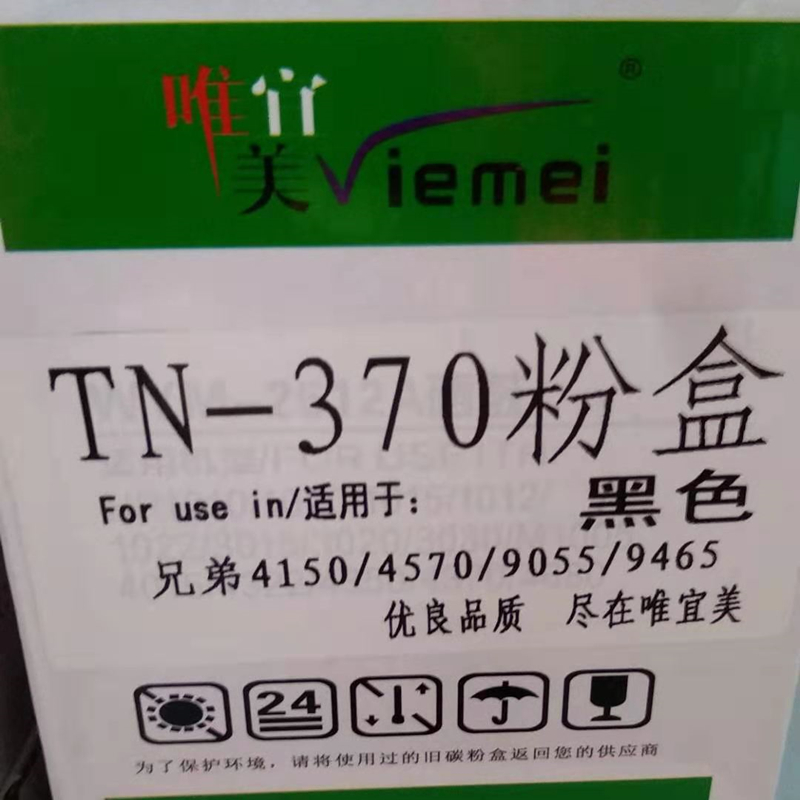 唯宜
美Viemei
®
TN-370粉盒
For use in/适用于:
黑色
兄弟4150/4570/9055/9465
优良品质 尽在唯宜美
24
为了保护环境，请将使用过的旧碳粉盒返回您的供应商